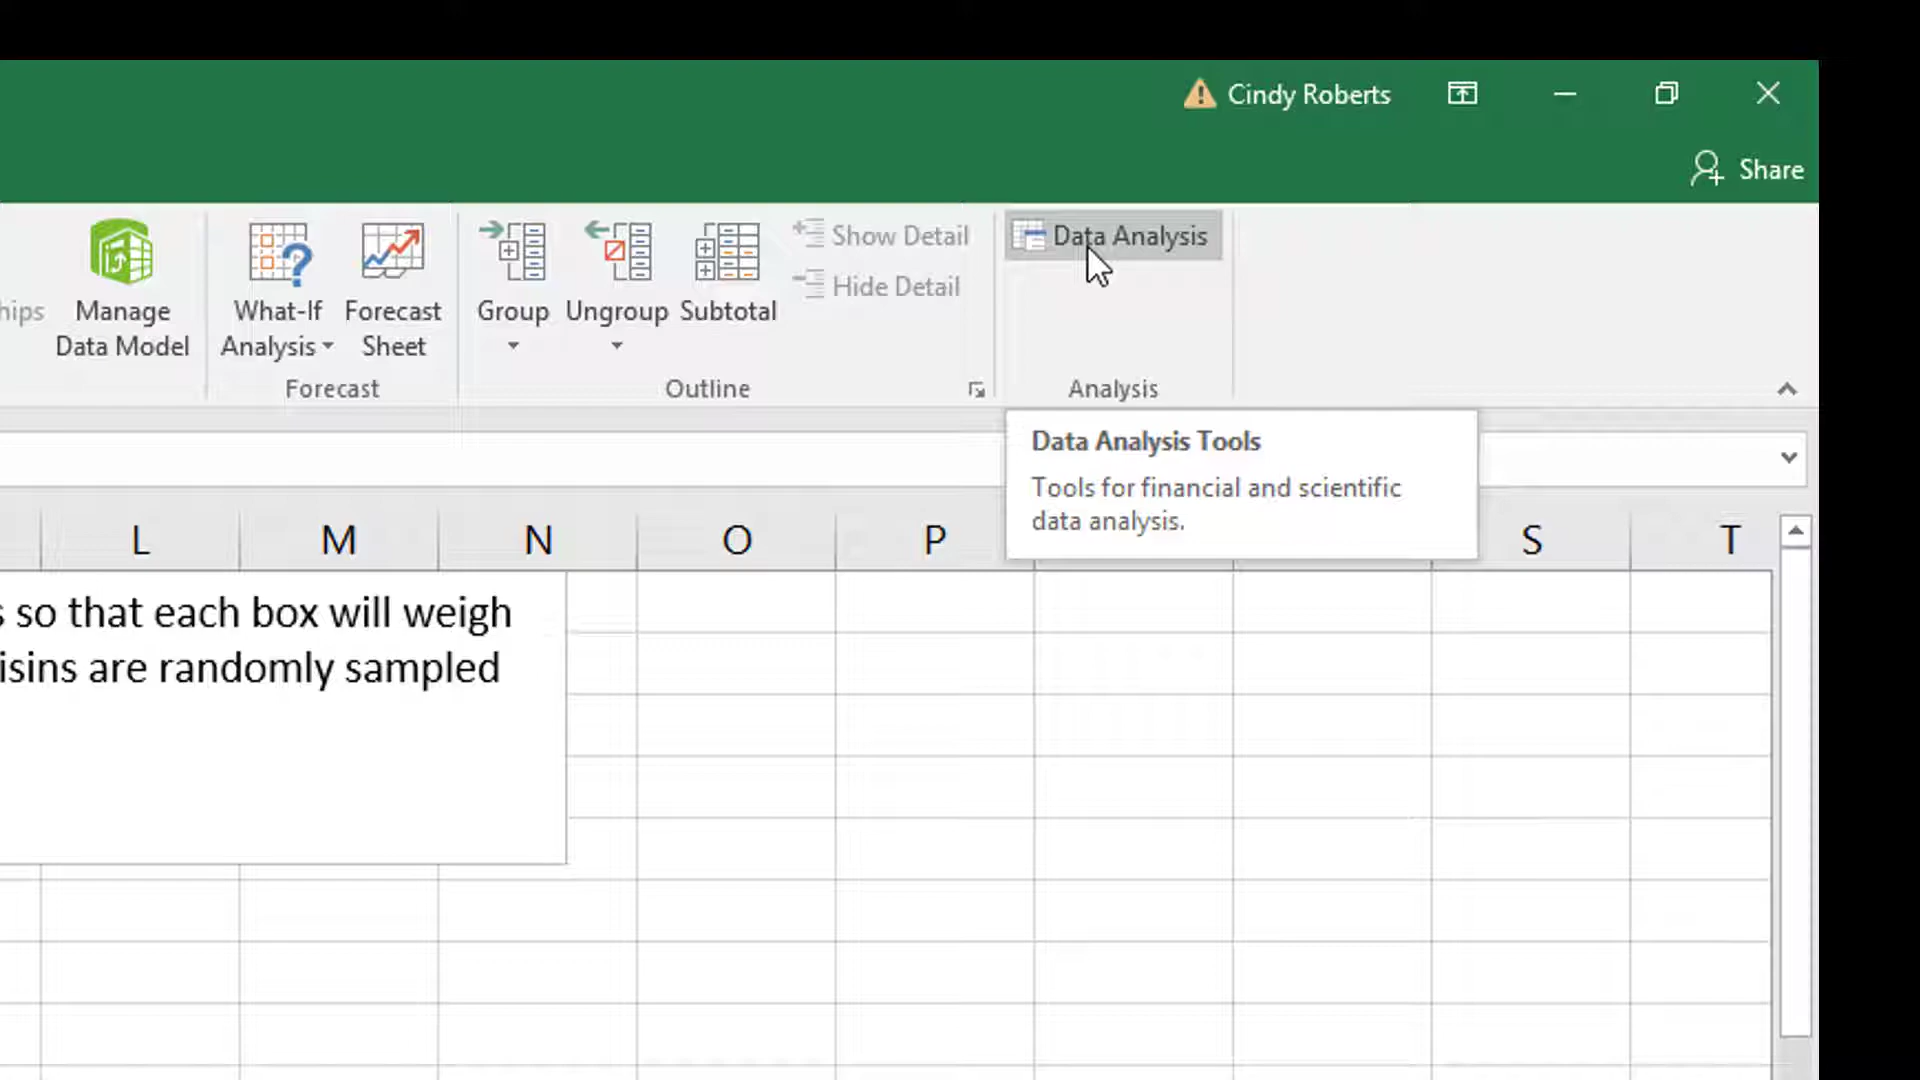 Cindy Roberts
Share
hips
Manage
Data Model
What-If
Analysis
Forecast
Sheet
Forecast
Group
Ungroup
Subtotal
Show Detail
Hide Detail
Outline
Data Analysis
Analysis
Data Analysis Tools
Tools for financial and scientific
data analysis.
L M N O P S T
s so that each box will weigh
isins are randomly sampled